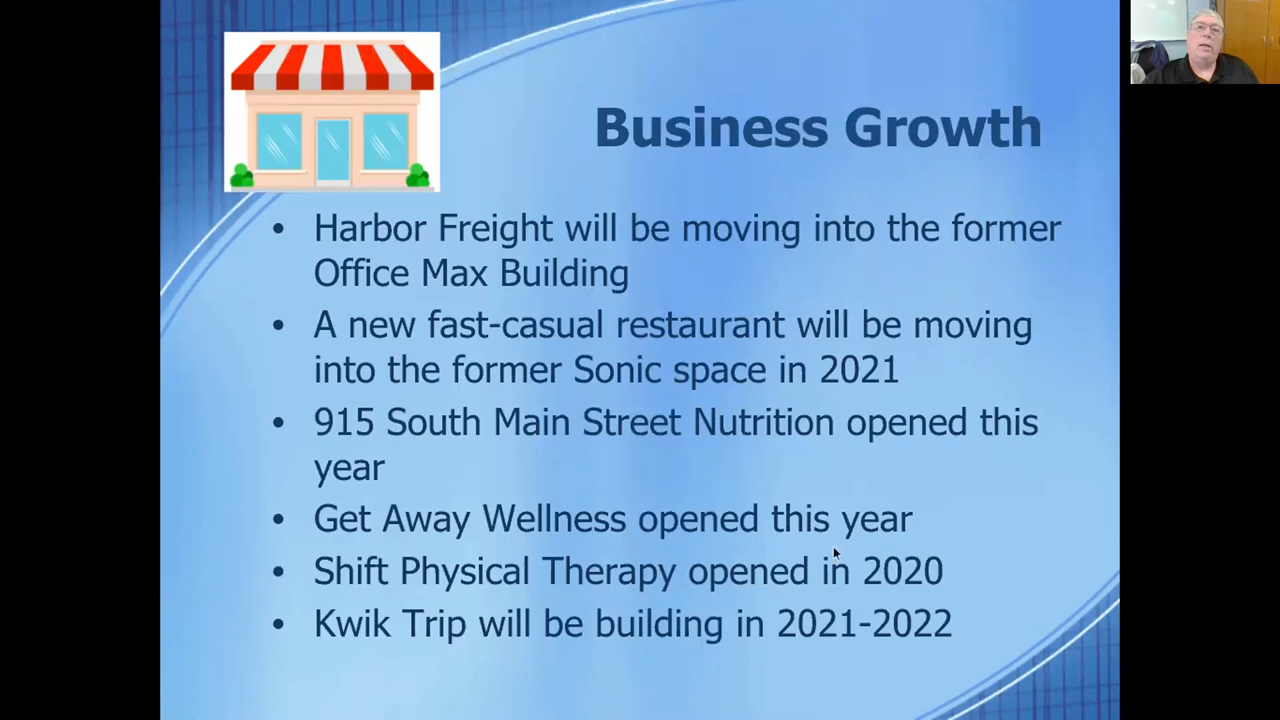 Business Growth
• Harbor Freight will be moving into the former
Office Max Building
• A new fast-casual restaurant will be moving
into the former Sonic space in 2021
• 915 South Main Street Nutrition opened this
year
• Get Away Wellness opened this year
• Shift Physical Therapy opened in 2020
• Kwik Trip will be building in 2021-2022